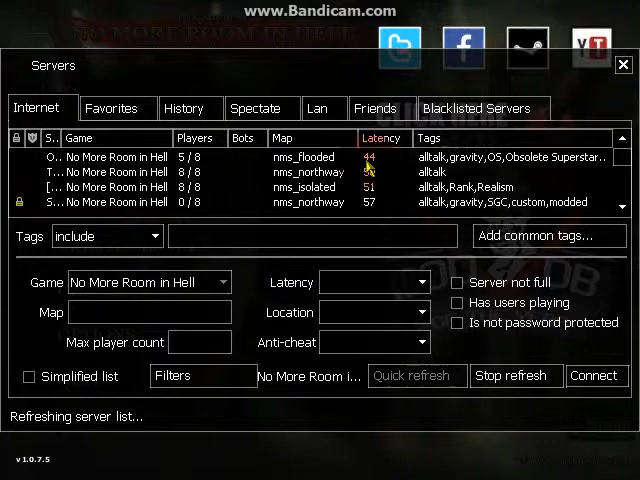 www.Bandicam.com
NO MORE ROOM IN HELL
Servers
Internet Favorites History Spectate Lan Friends Blacklisted Servers
S... Game Players Bots Map Latency Tags
O... No More Room in Hell 5 / 8 nms_flooded 44 alltalk,gravity,OS,Obsolete Superstar...
T... No More Room in Hell 8 / 8 nms_northway alltalk
[... No More Room in Hell 8 / 8 nms_isolated 51 alltalk,Rank,Realism
S... No More Room in Hell 0 / 8 nms_northway 57 alltalk,gravity,SGC,custom,modded
Tags include Add common tags...
Game No More Room in Hell Latency Server not full
Map Location Has users playing
Max player count Anti-cheat Is not password protected
Simplified list Filters No More Room i... Quick refresh Stop refresh Connect
Refreshing server list...
v 1.0.7.5